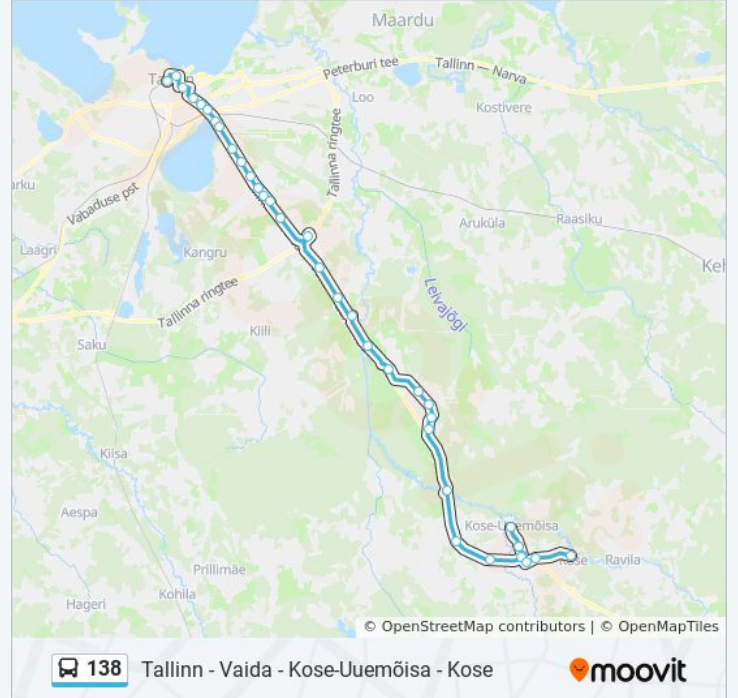 Maardu
Peterburi tee
Tallinn — Narva
Loo
Kostivere
Tallinna ringtee
arku
Vabaduse pst
Aruküla
Raasiku
Laagri
Kangru
Keh
Leivajõgi
Tallinna ringtee
Kiili
Saku
Kiisa
Aespa
Kose-Uuemõisa
Prillimäe
Kose
Ravila
Kohila
Hageri
© OpenStreetMap contributors | © OpenMapTiles
138 Tallinn - Vaida - Kose-Uuemõisa - Kose
moovit